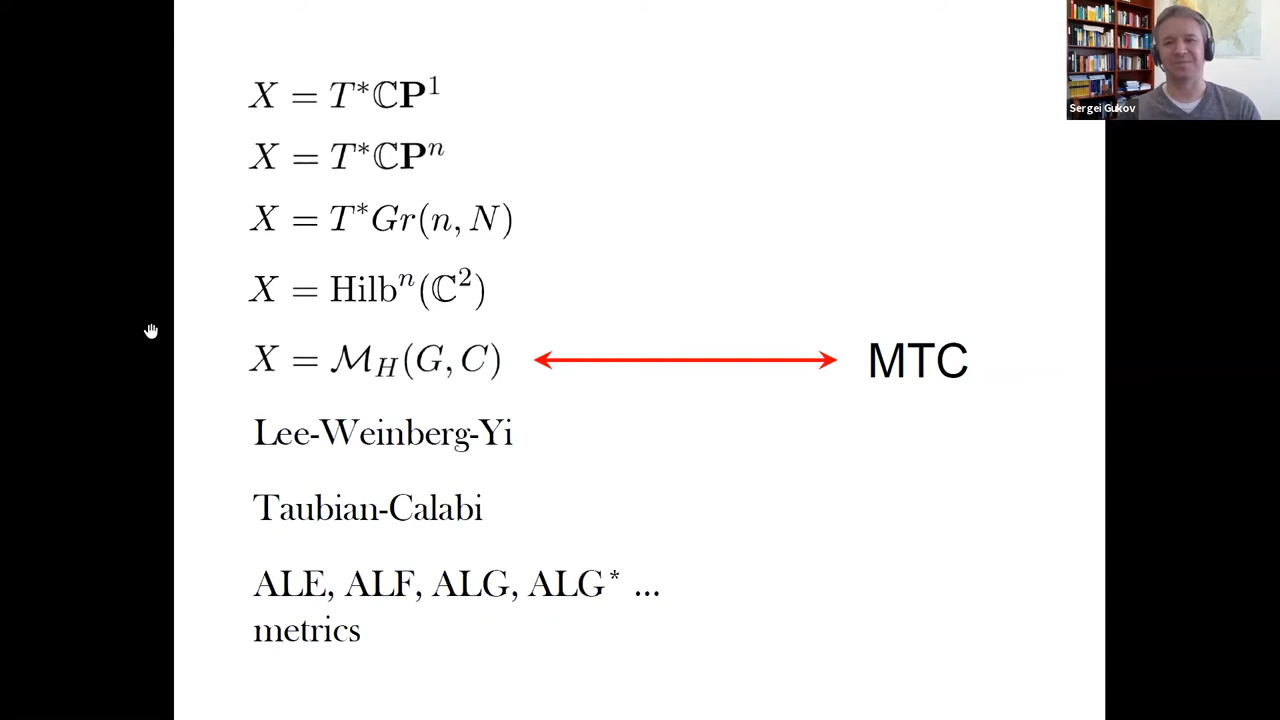 Sergei Gukov
X = T*ℂP¹
X = T*ℂPⁿ
X = T*Gr(n, N)
X = Hilbⁿ(ℂ²)
X = ℳ_H(G, C)
MTC
Lee-Weinberg-Yi
Taubian-Calabi
ALE, ALF, ALG, ALG* ...
metrics